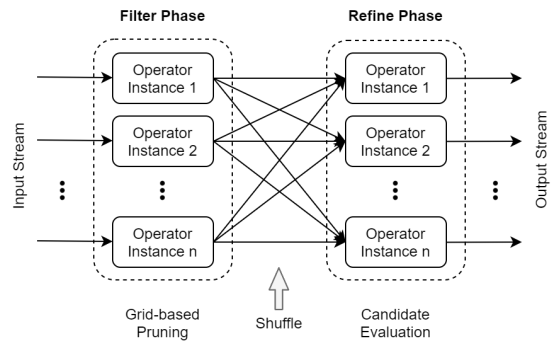 Filter Phase
Refine Phase
Input Stream
Operator
Instance 1
Operator
Instance 2
Operator
Instance n
Operator
Instance 1
Operator
Instance 2
Operator
Instance n
Output Stream
Grid-based
Pruning
Shuffle
Candidate
Evaluation